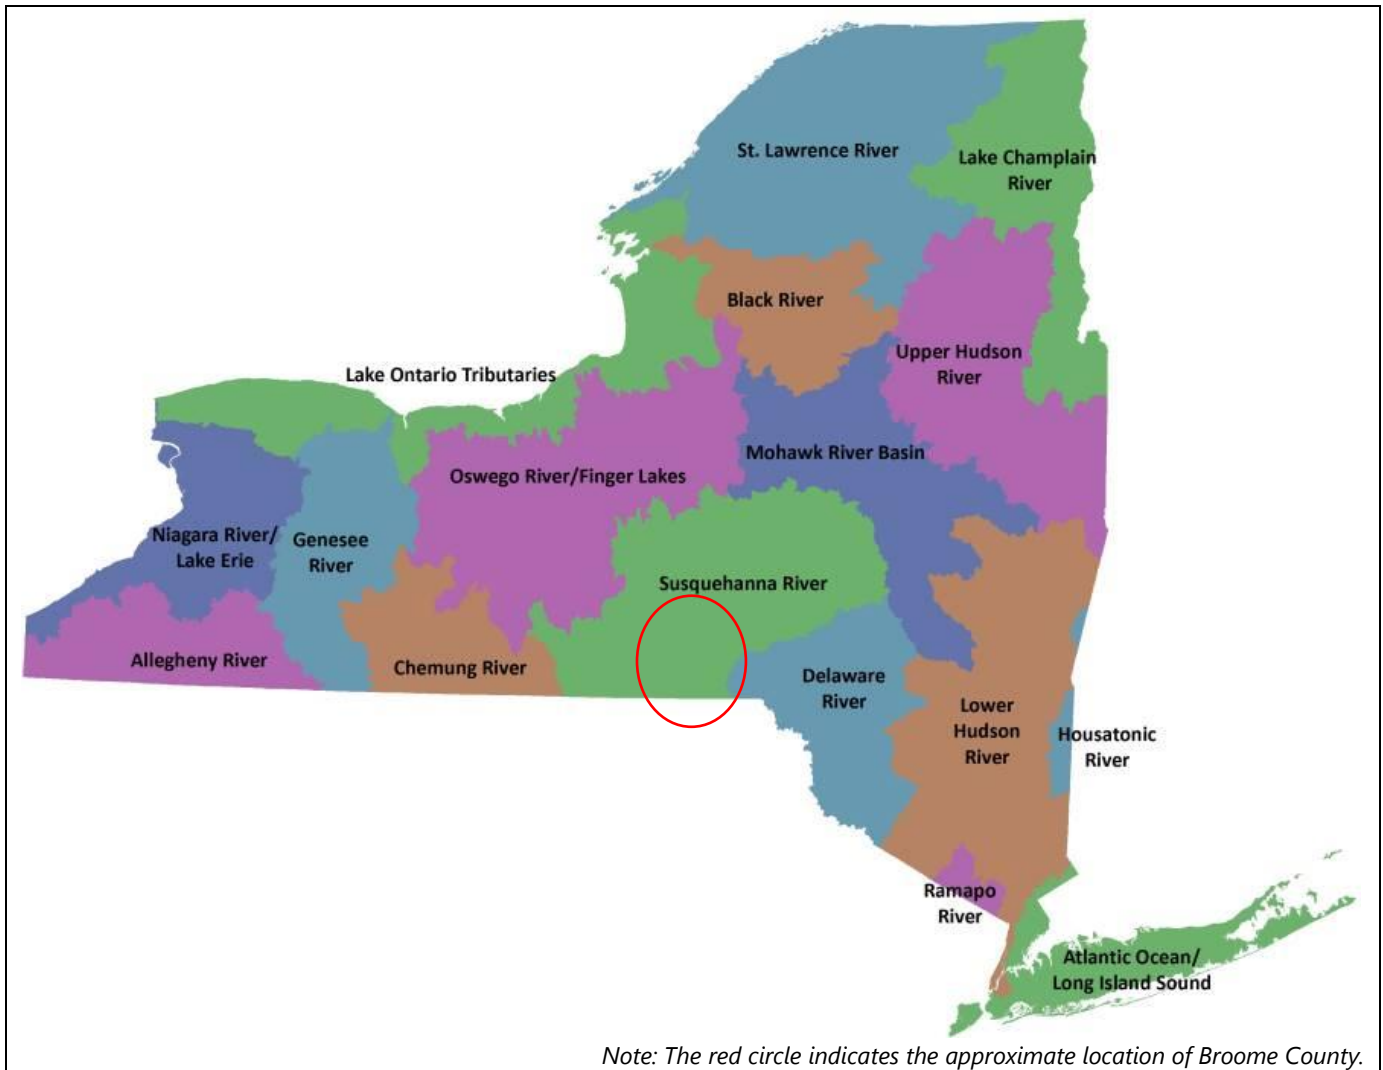 St. Lawrence River
Lake Champlain
River
Black River
Upper Hudson
River
Lake Ontario Tributaries
Mohawk River Basin
Oswego River/Finger Lakes
Niagara River/
Lake Erie
Genesee
River
Susquehanna River
Allegheny River
Chemung River
Delaware
River
Lower
Hudson
River
Housatonic
River
Ramapo
River
Atlantic Ocean/
Long Island Sound
Note: The red circle indicates the approximate location of Broome County.